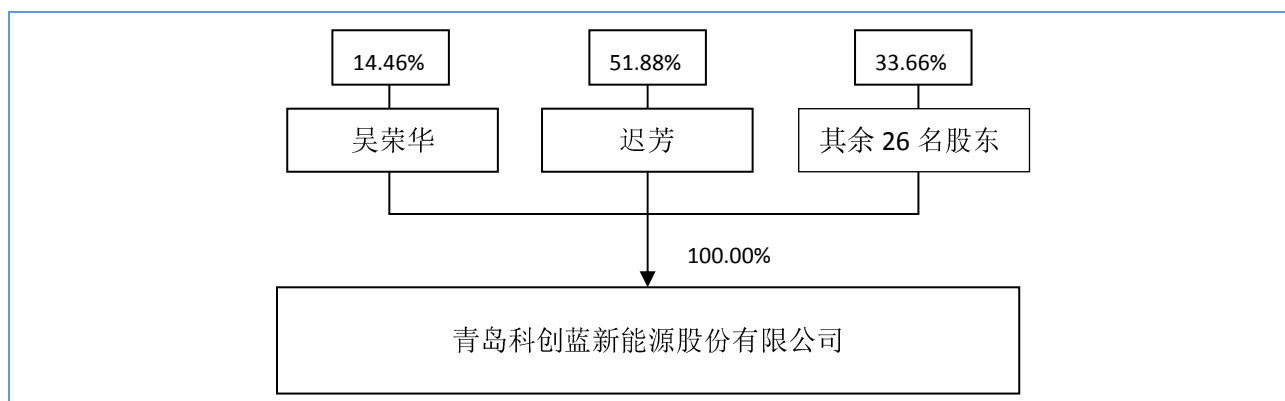 14.46%
51.88%
33.66%
吴荣华
迟芳
其余 26 名股东
100.00%
青岛科创蓝新能源股份有限公司